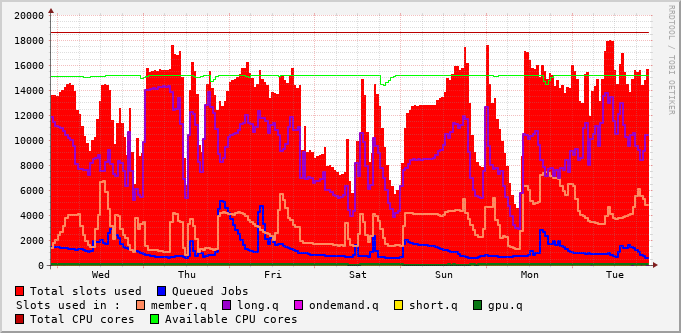 20000
18000
16000
14000
12000
10000
8000
6000
4000
2000
0
Wed Thu Fri Sat Sun Mon Tue
Total slots used Queued Jobs
Slots used in : member.q long.q ondemand.q short.q gpu.q
Total CPU cores Available CPU cores
RRDTOOL / TOBI OETIKER